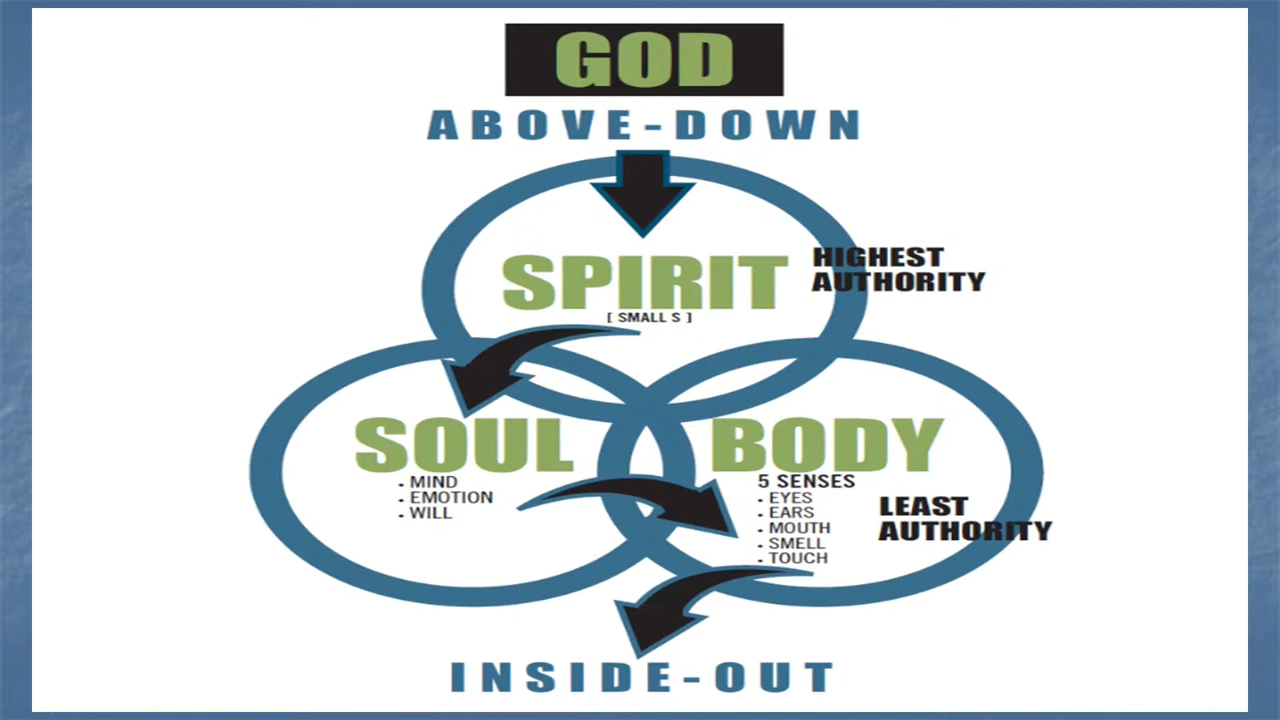 GOD
ABOVE-DOWN
SPIRIT
[ SMALL S ]
HIGHEST
AUTHORITY
SOUL
• MIND
• EMOTION
• WILL
BODY
5 SENSES
• EYES
• EARS
• MOUTH
• SMELL
• TOUCH
LEAST
AUTHORITY
INSIDE-OUT